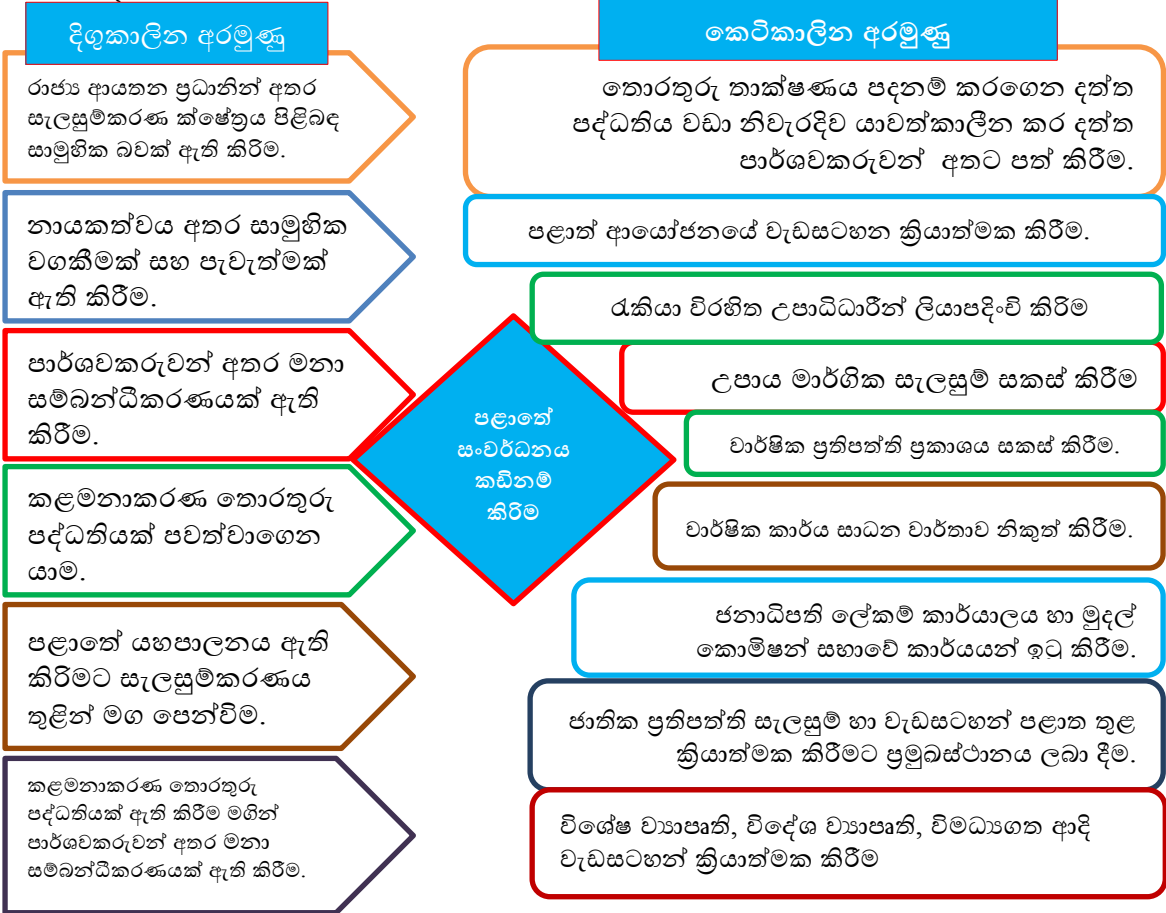 දිගුකාලින අරමුණු
රාජ්‍ය ආයතන ප්‍රධානින් අතර
සැලසුම්කරණ ක්ෂේත්‍රය පිළිබඳ
සාමුහික බවක් ඇති කිරිම.
නායකත්වය අතර සාමුහික
වගකීමක් සහ පැවැත්මක්
ඇති කිරීම.
පාර්ශවකරුවන් අතර මනා
සම්බන්ධීකරණයක් ඇති
කිරීම.
කළමනාකරණ තොරතුරු
පද්ධතියක් පවත්වාගෙන
යාම.
පළාතේ යහපාලනය ඇති
කිරිමට සැලසුම්කරණය
තුළින් මග පෙන්විම.
කළමනාකරණ තොරතුරු
පද්ධතියක් ඇති කිරීම මගින්
පාර්ශවකරුවන් අතර මනා
සම්බන්ධීකරණයක් ඇති කිරීම.
පළාතේ
සංවර්ධනය
කඩිනම්
කිරිම
කෙටිකාලින අරමුණු
තොරතුරු තාක්ෂණය පදනම් කරගෙන දත්ත
පද්ධතිය වඩා නිවැරදිව යාවත්කාලීන කර දත්ත
පාර්ශවකරුවන් අතට පත් කිරීම.
පළාත් ආයෝජනයේ වැඩසටහන ක්‍රියාත්මක කිරීම.
රැකියා විරහිත උපාධිධාරීන් ලියාපදිංචි කිරිම
උපාය මාර්ගික සැලසුම් සකස් කිරීම
වාර්ෂික ප්‍රතිපත්ති ප්‍රකාශය සකස් කිරීම.
වාර්ෂික කාර්ය සාධන වාර්තාව නිකුත් කිරීම.
ජනාධිපති ලේකම් කාර්යාලය හා මුදල්
කොමිෂන් සභාවේ කාර්යයන් ඉටු කිරීම.
ජාතික ප්‍රතිපත්ති සැලසුම් හා වැඩසටහන් පළාත තුළ
ක්‍රියාත්මක කිරීමට ප්‍රමුඛස්ථානය ලබා දීම.
විශේෂ ව්‍යාපෘති, විදේශ ව්‍යාපෘති, විමධ්‍යගත ආදි
වැඩසටහන් ක්‍රියාත්මක කිරීම